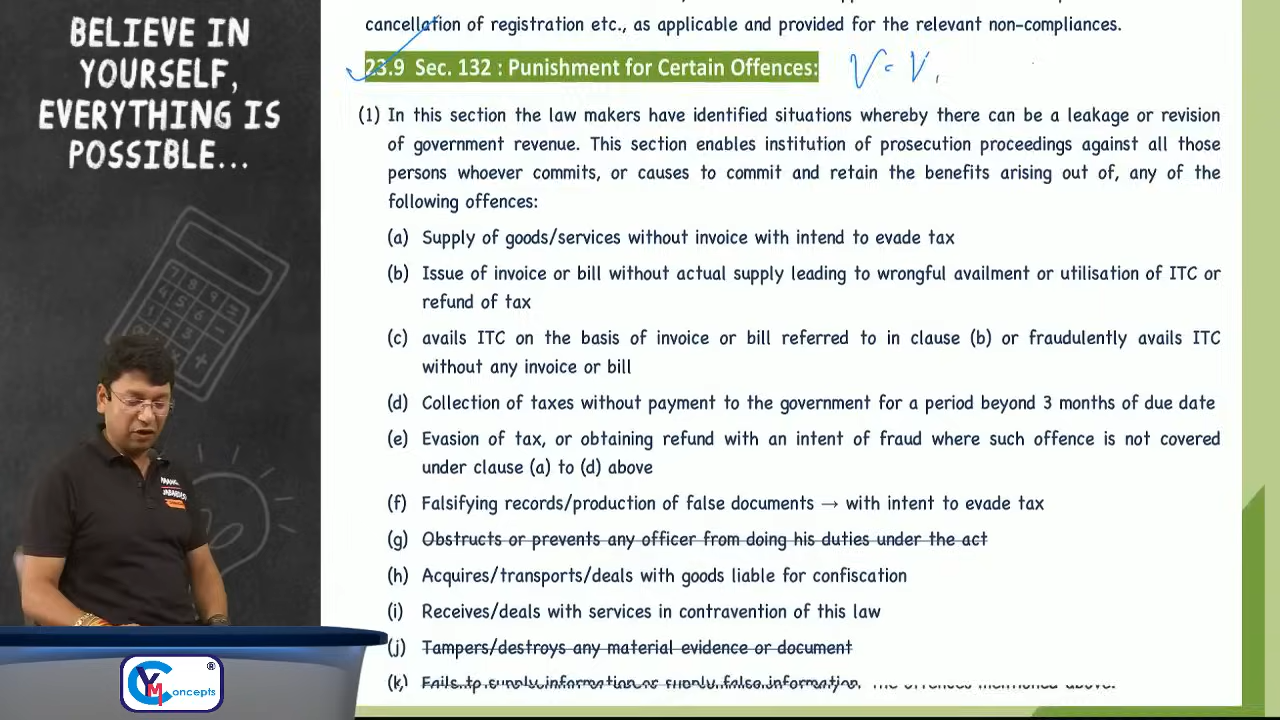 BELIEVE IN
YOURSELF,
EVERYTHING IS
POSSIBLE...
cancellation of registration etc., as applicable and provided for the relevant non-compliances.
23.9 Sec. 132 : Punishment for Certain Offences:
(1) In this section the law makers have identified situations whereby there can be a leakage or revision
of government revenue. This section enables institution of prosecution proceedings against all those
persons whoever commits, or causes to commit and retain the benefits arising out of, any of the
following offences:
(a) Supply of goods/services without invoice with intend to evade tax
(b) Issue of invoice or bill without actual supply leading to wrongful availment or utilisation of ITC or
refund of tax
(c) avails ITC on the basis of invoice or bill referred to in clause (b) or fraudulently avails ITC
without any invoice or bill
(d) Collection of taxes without payment to the government for a period beyond 3 months of due date
(e) Evasion of tax, or obtaining refund with an intent of fraud where such offence is not covered
under clause (a) to (d) above
(f) Falsifying records/production of false documents → with intent to evade tax
(g) Obstructs or prevents any officer from doing his duties under the act
(h) Acquires/transports/deals with goods liable for confiscation
(i) Receives/deals with services in contravention of this law
(j) Tampers/destroys any material evidence or document
(k) Fails to supply information or supply false information. The offences mentioned above.
CYM oncepts ®